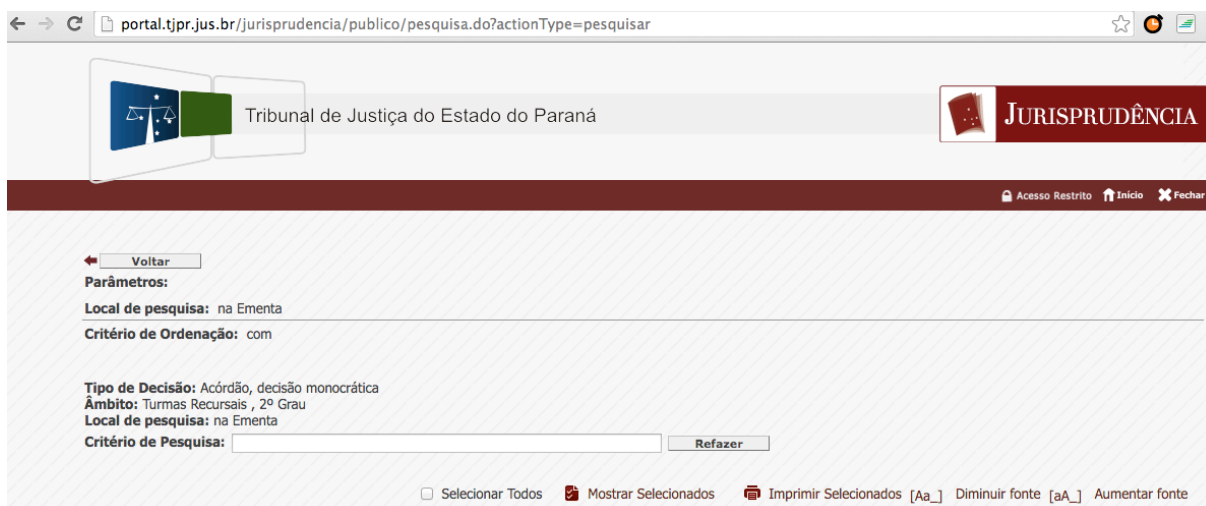 portal.tjpr.jus.br/jurisprudencia/publico/pesquisa.do?actionType=pesquisar
Tribunal de Justiça do Estado do Paraná
JURISPRUDÊNCIA
Acesso Restrito Início Fechar
Voltar
Parâmetros:
Local de pesquisa: na Ementa
Critério de Ordenação: com
Tipo de Decisão: Acórdão, decisão monocrática
Âmbito: Turmas Recursais , 2º Grau
Local de pesquisa: na Ementa
Critério de Pesquisa: Refazer
Selecionar Todos Mostrar Selecionados Imprimir Selecionados [Aa_] Diminuir fonte [aA_] Aumentar fonte